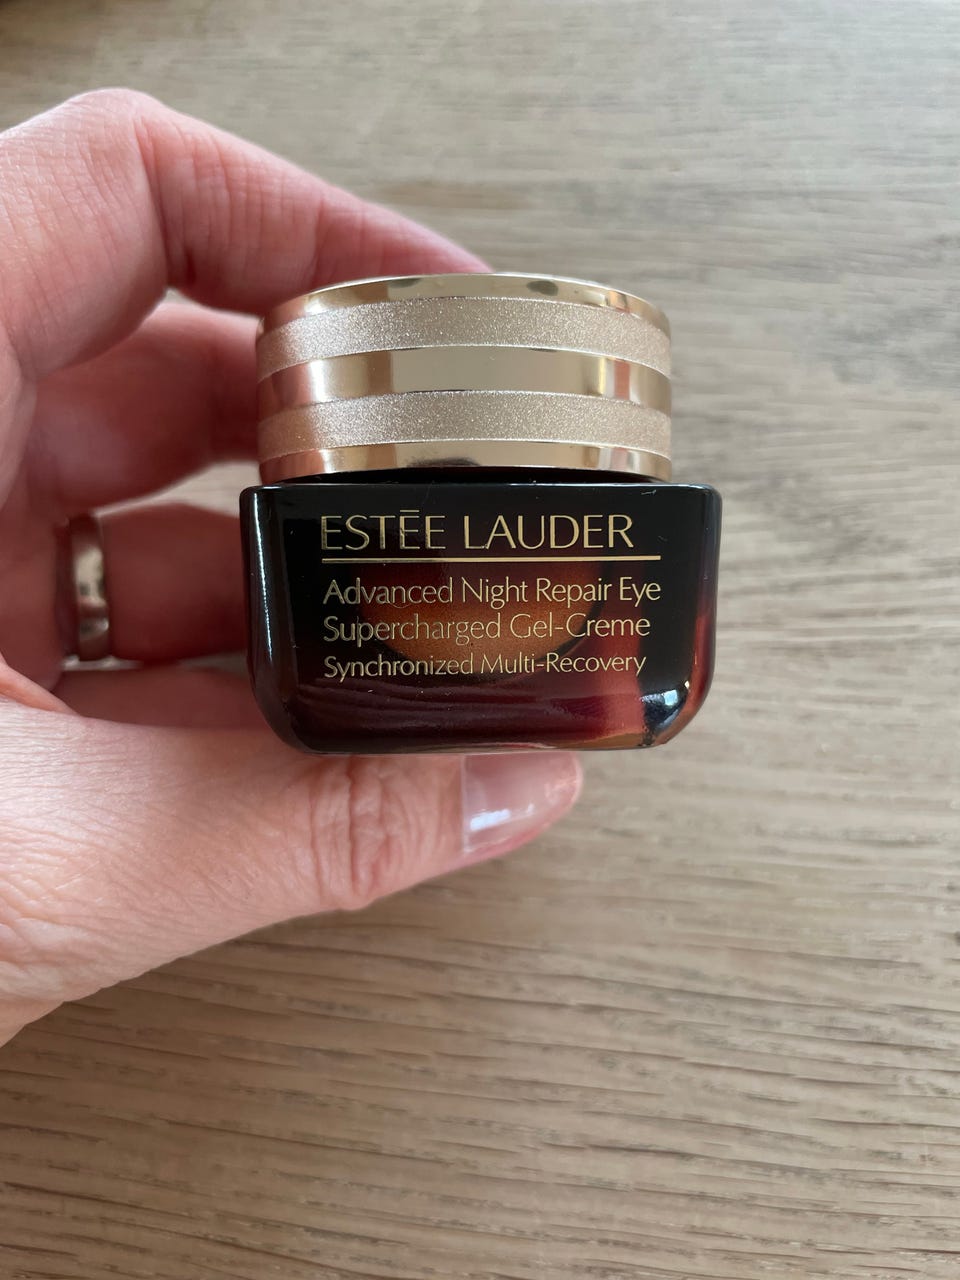 ESTĒE LAUDER
Advanced Night Repair Eye
Supercharged Gel-Creme
Synchronized Multi-Recovery